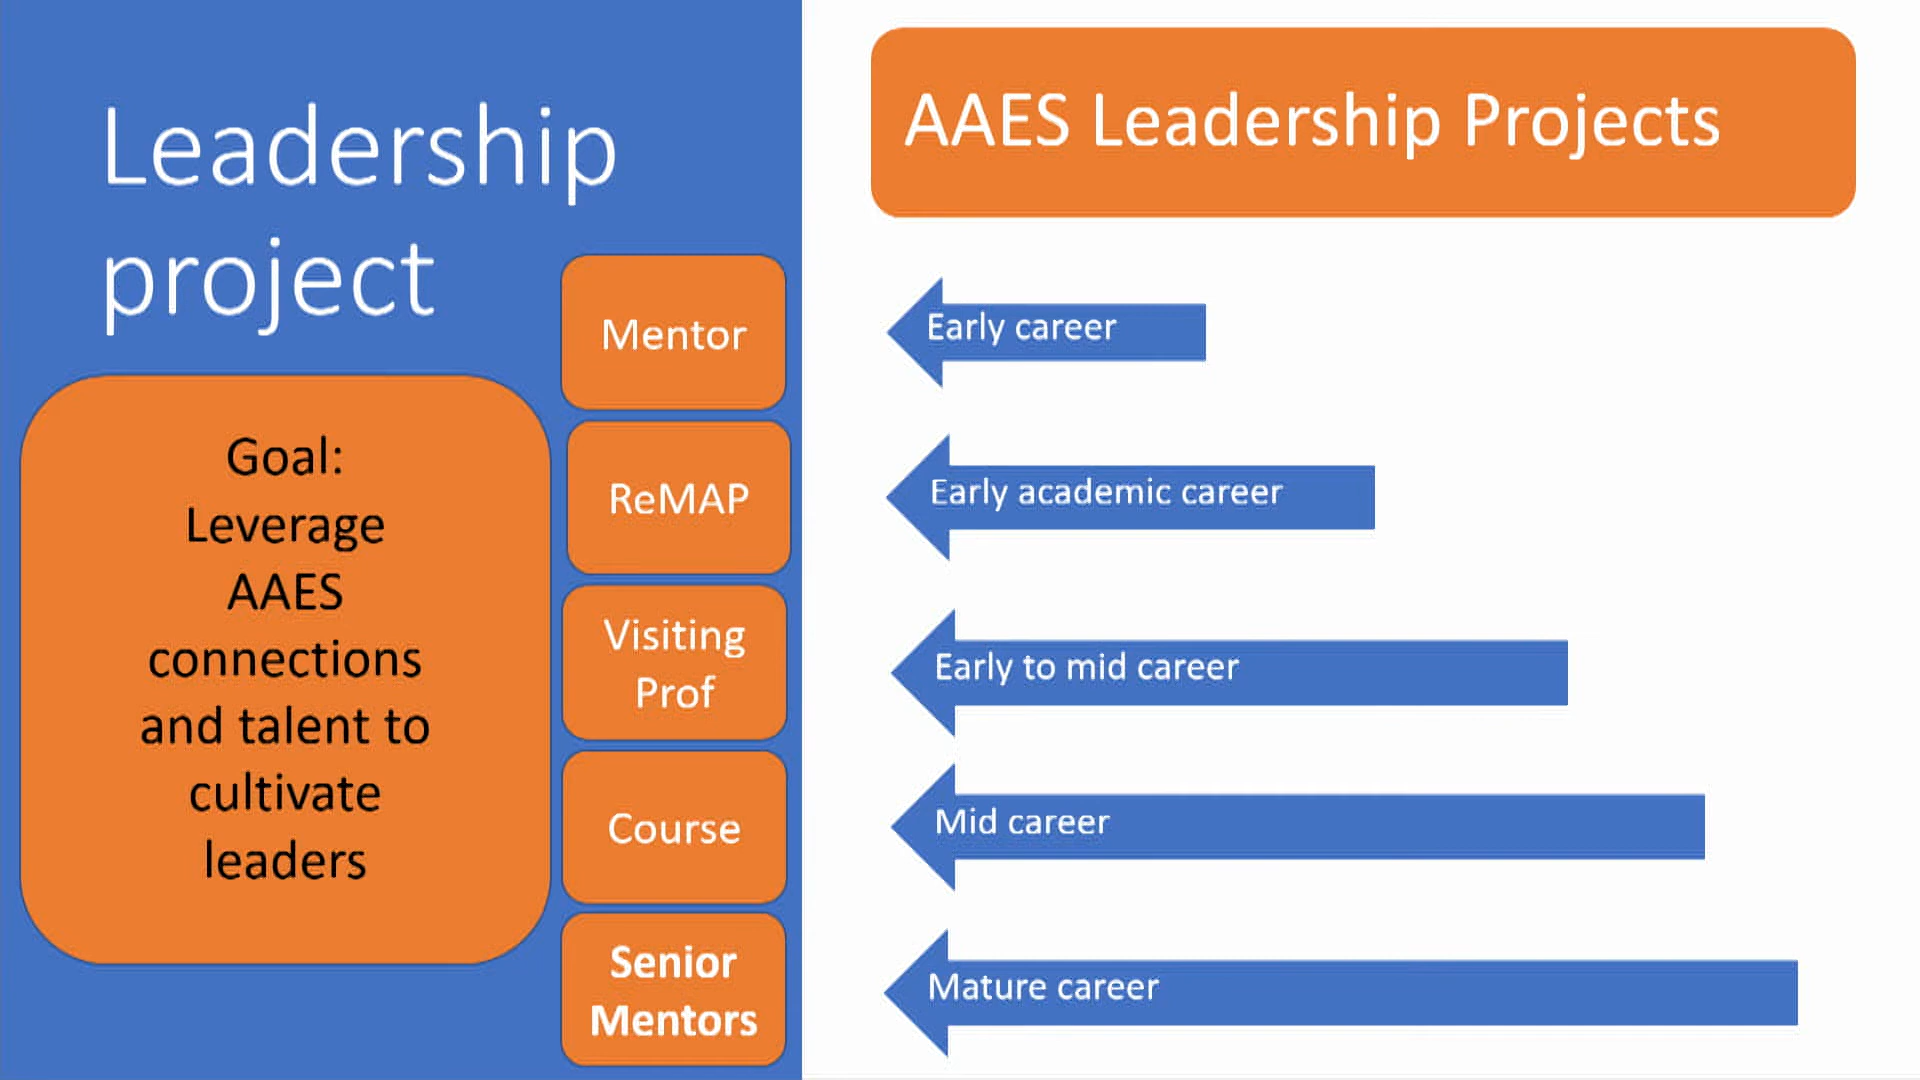 Leadership
project
Goal:
Leverage
AAES
connections
and talent to
cultivate
leaders
AAES Leadership Projects
Mentor
Early career
ReMAP
Early academic career
Visiting
Prof
Early to mid career
Course
Mid career
Senior
Mentors
Mature career